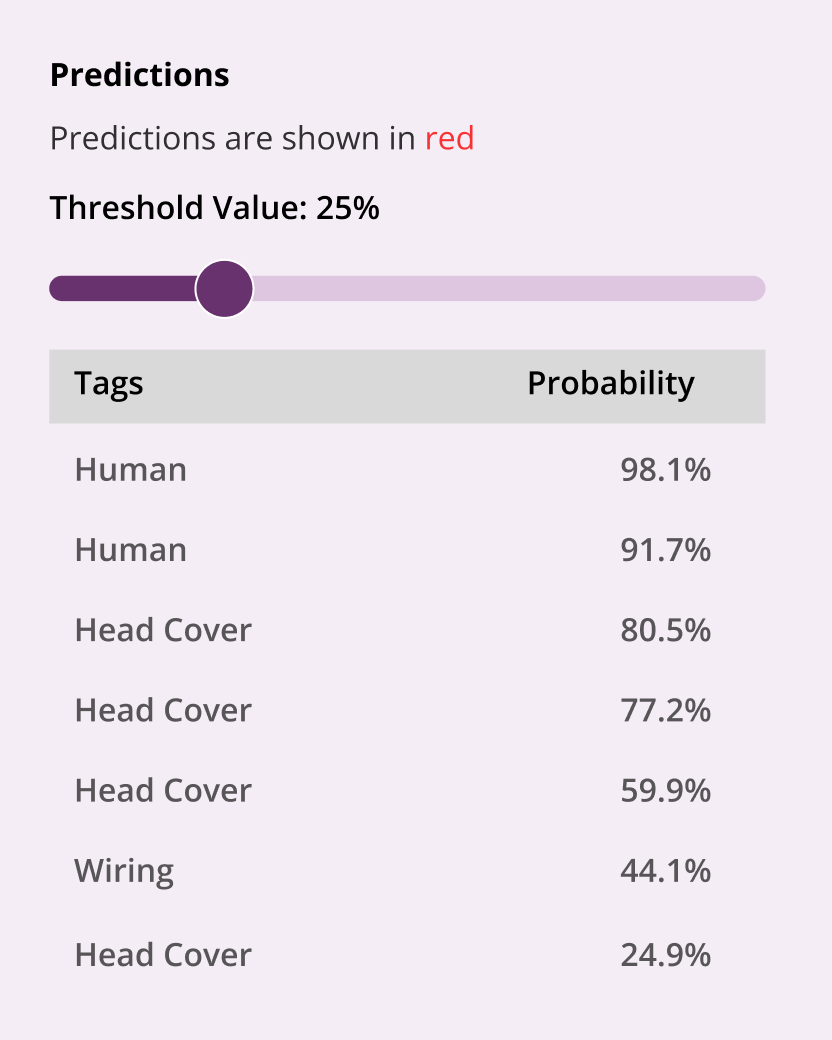 Predictions
Predictions are shown in red
Threshold Value: 25%
Tags Probability
Human 98.1%
Human 91.7%
Head Cover 80.5%
Head Cover 77.2%
Head Cover 59.9%
Wiring 44.1%
Head Cover 24.9%